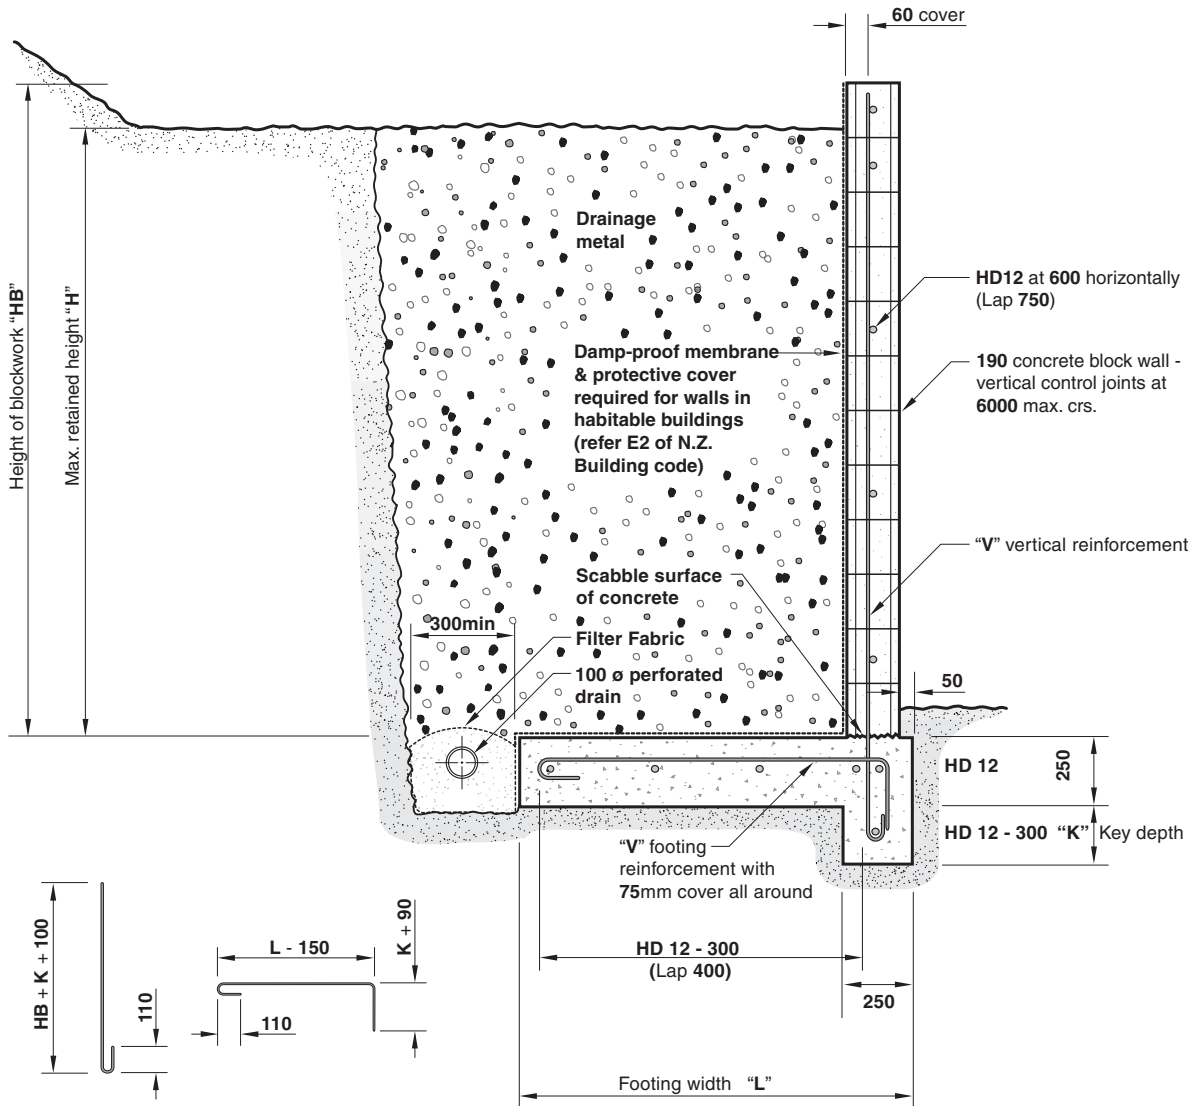 60 cover
Height of blockwork “HB”
Max. retained height “H”
Drainage
metal
HD12 at 600 horizontally
(Lap 750)
Damp-proof membrane
& protective cover
required for walls in
habitable buildings
(refer E2 of N.Z.
Building code)
190 concrete block wall -
vertical control joints at
6000 max. crs.
“V” vertical reinforcement
Scabble surface
of concrete
300min
Filter Fabric
100 ø perforated
drain
50
HD 12
250
HD 12 - 300 “K” Key depth
“V” footing
reinforcement with
75mm cover all around
HB + K + 100
110
L - 150
110
K + 90
HD 12 - 300
(Lap 400)
250
Footing width “L”